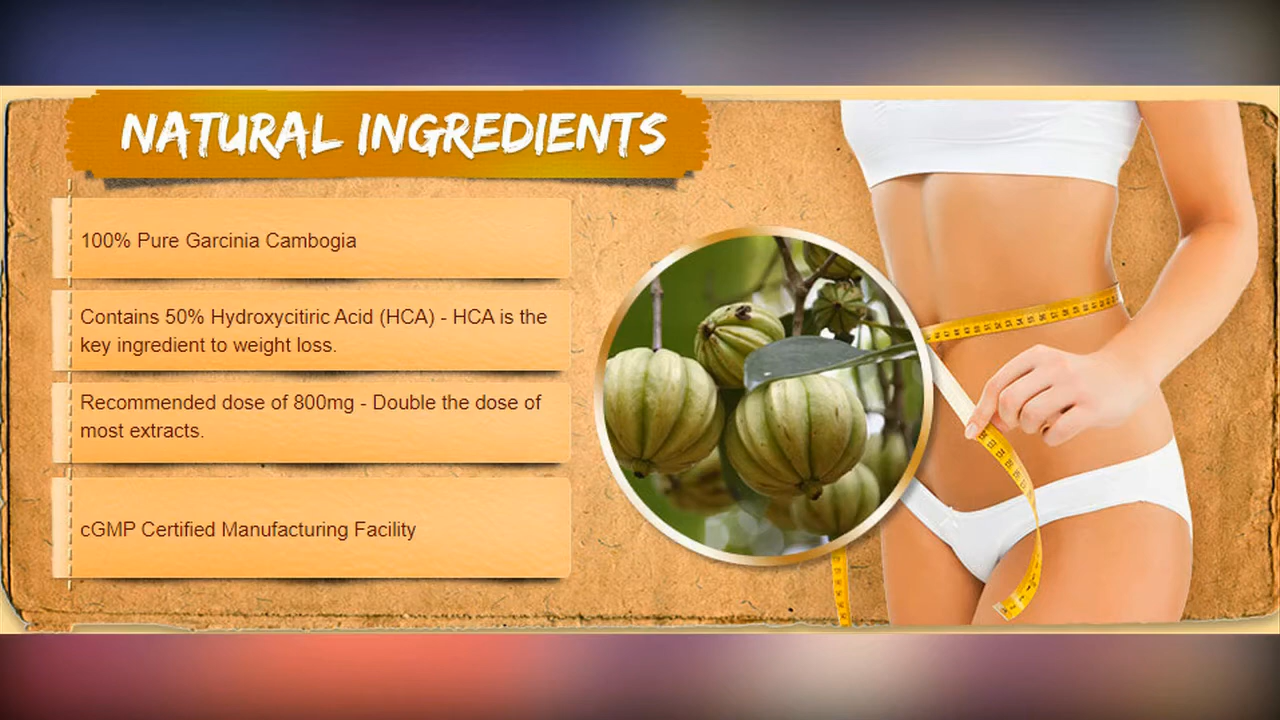 NATURAL INGREDIENTS
100% Pure Garcinia Cambogia
Contains 50% Hydroxycitiric Acid (HCA) - HCA is the
key ingredient to weight loss.
Recommended dose of 800mg - Double the dose of
most extracts.
cGMP Certified Manufacturing Facility